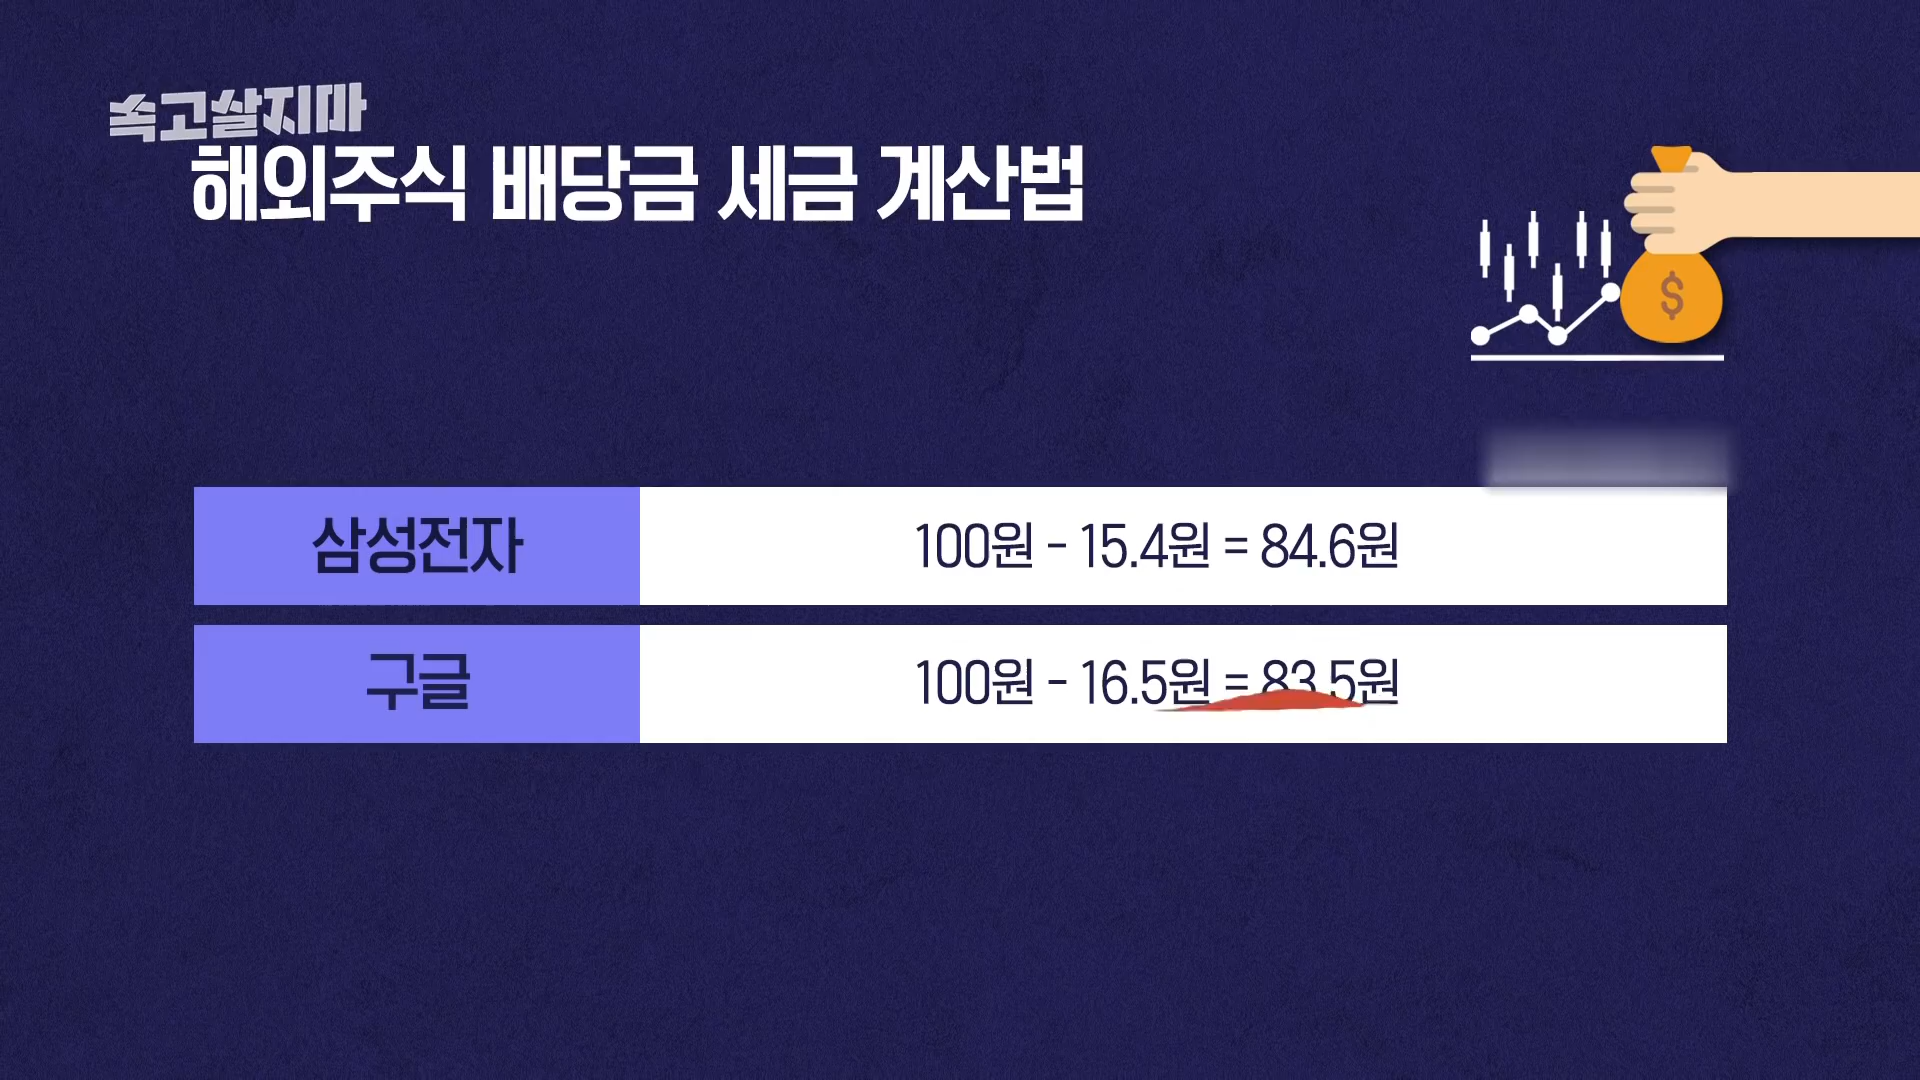 속고살지마
해외주식 배당금 세금 계산법
$
삼성전자
100원 - 15.4원 = 84.6원
구글
100원 - 16.5원 = 83.5원